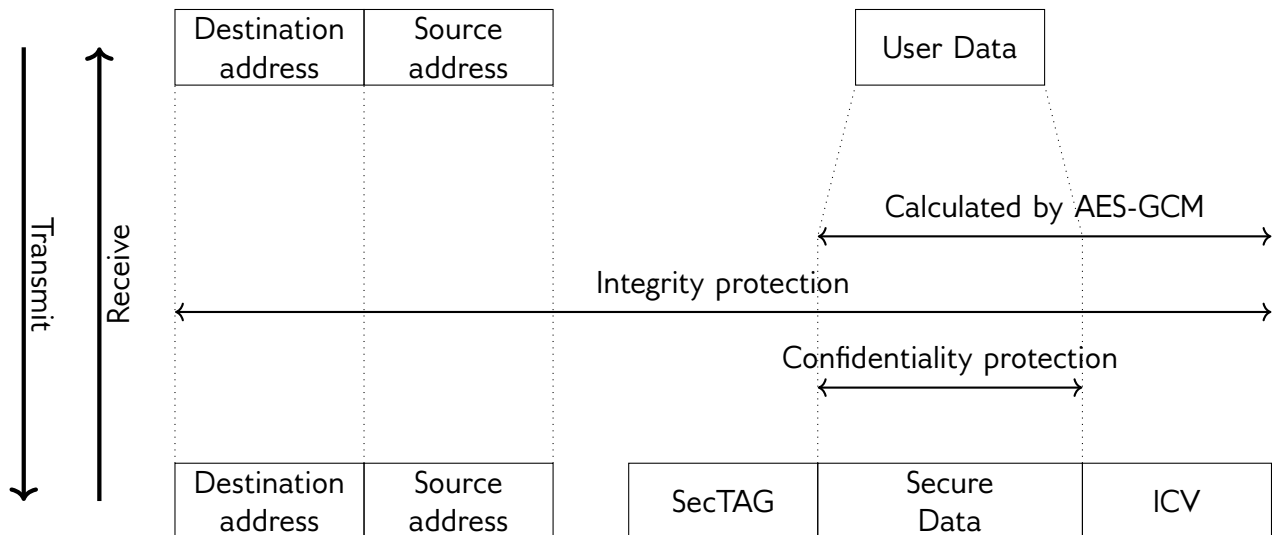 Destination
address
Source
address
User Data
Transmit
Receive
Calculated by AES-GCM
Integrity protection
Confidentiality protection
Destination
address
Source
address
SecTAG
Secure
Data
ICV